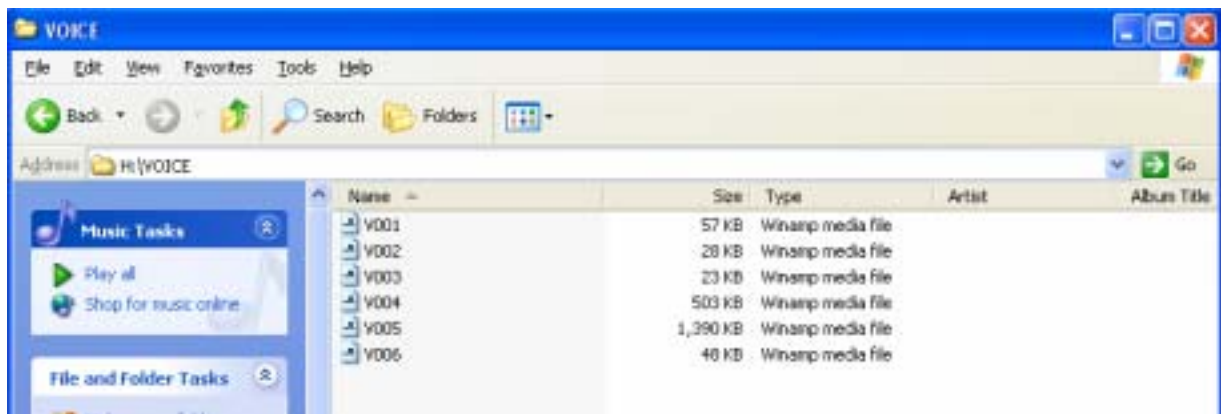 VOICE
File Edit View Favorites Tools Help
Back Search Folders
Address H:\VOICE Go
Name Size Type Artist Album Title
Music Tasks
Play all
Shop for music online
File and Folder Tasks
V001 57 KB Winamp media file
V002 28 KB Winamp media file
V003 23 KB Winamp media file
V004 503 KB Winamp media file
V005 1,390 KB Winamp media file
V006 48 KB Winamp media file